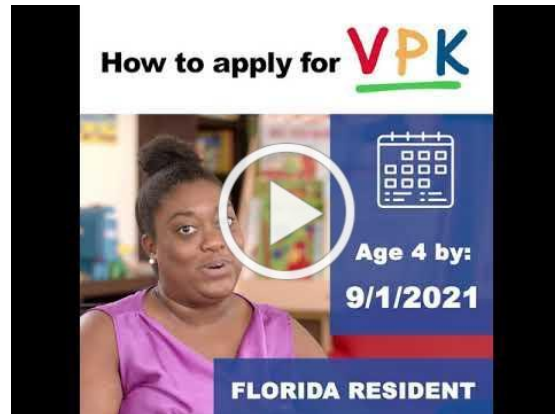 How to apply for VPK
Age 4 by:
9/1/2021
FLORIDA RESIDENT